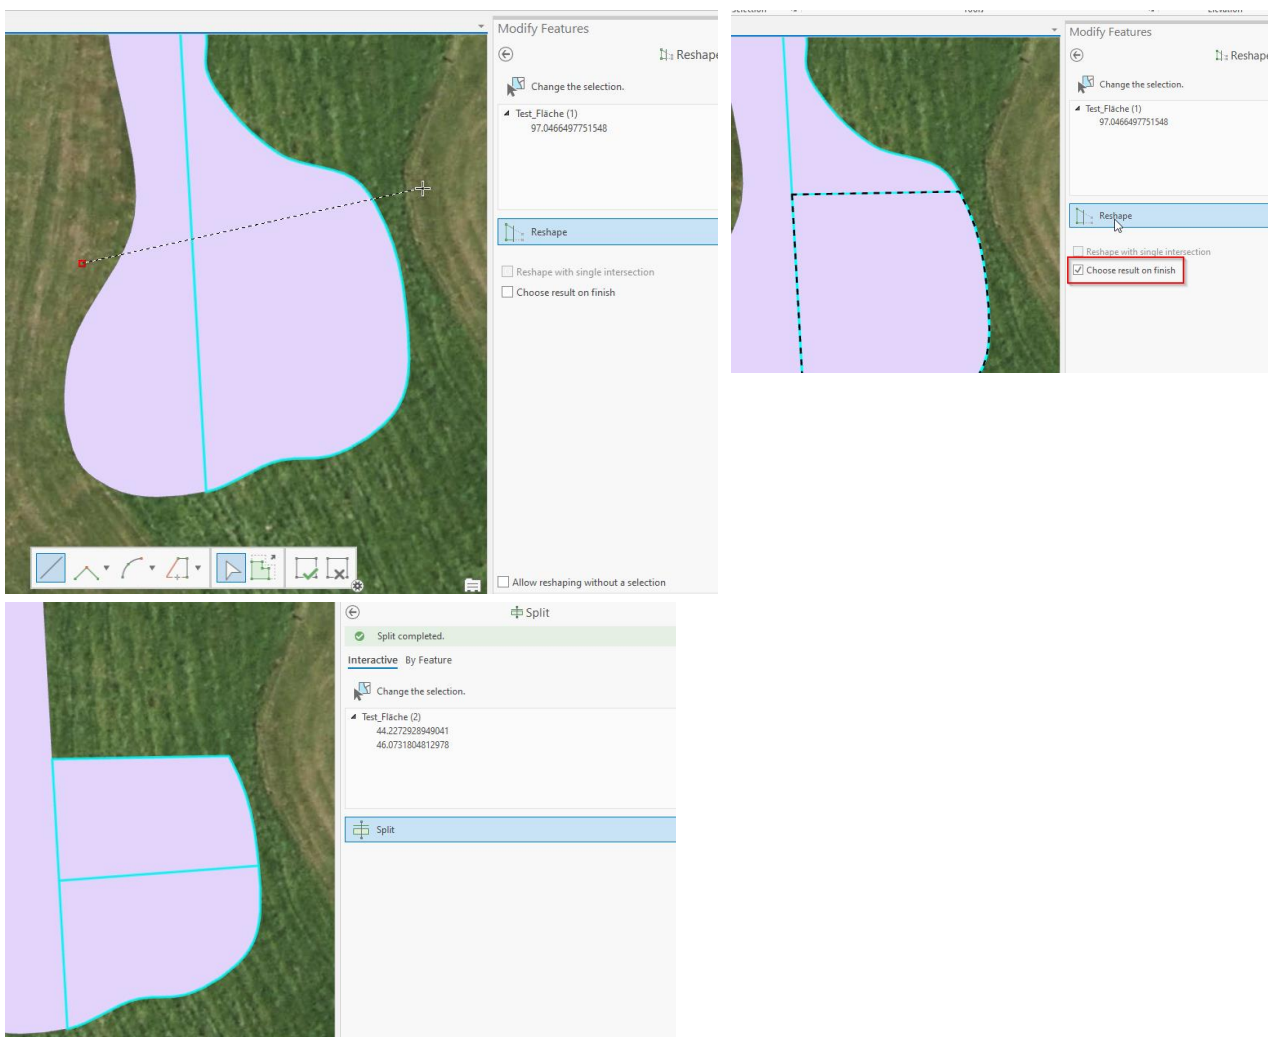 Modify Features
Reshape
Change the selection.
Test_Fläche (1)
97.0466497751548
Reshape
Reshape with single intersection
Choose result on finish
Allow reshaping without a selection
Selection
Tools
Elevation
Modify Features
Reshape
Change the selection.
Test_Fläche (1)
97.0466497751548
Reshape
Reshape with single intersection
Choose result on finish
Split
Split completed.
Interactive By Feature
Change the selection.
Test_Fläche (2)
44.2272928949041
46.0731804812978
Split